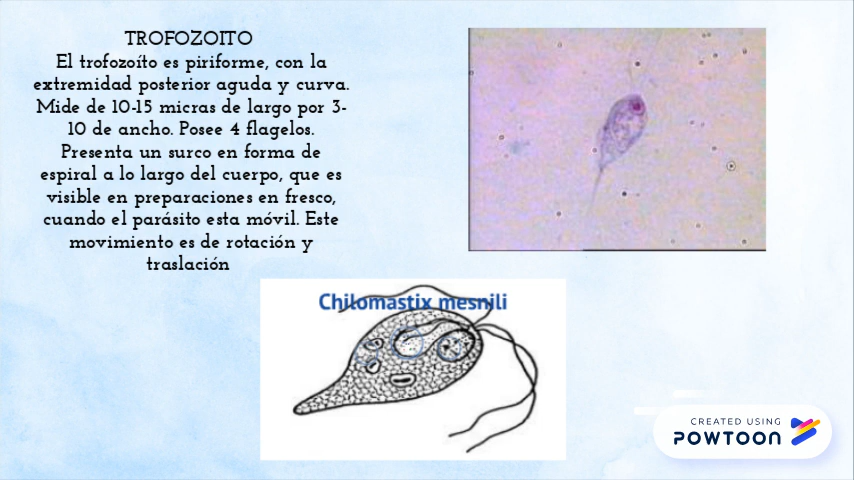 TROFOZOITO
El trofozoíto es piriforme, con la
extremidad posterior aguda y curva.
Mide de 10-15 micras de largo por 3-
10 de ancho. Posee 4 flagelos.
Presenta un surco en forma de
espiral a lo largo del cuerpo, que es
visible en preparaciones en fresco,
cuando el parásito esta móvil. Este
movimiento es de rotación y
traslación
Chilomastix mesnili
CREATED USING
POWTOON